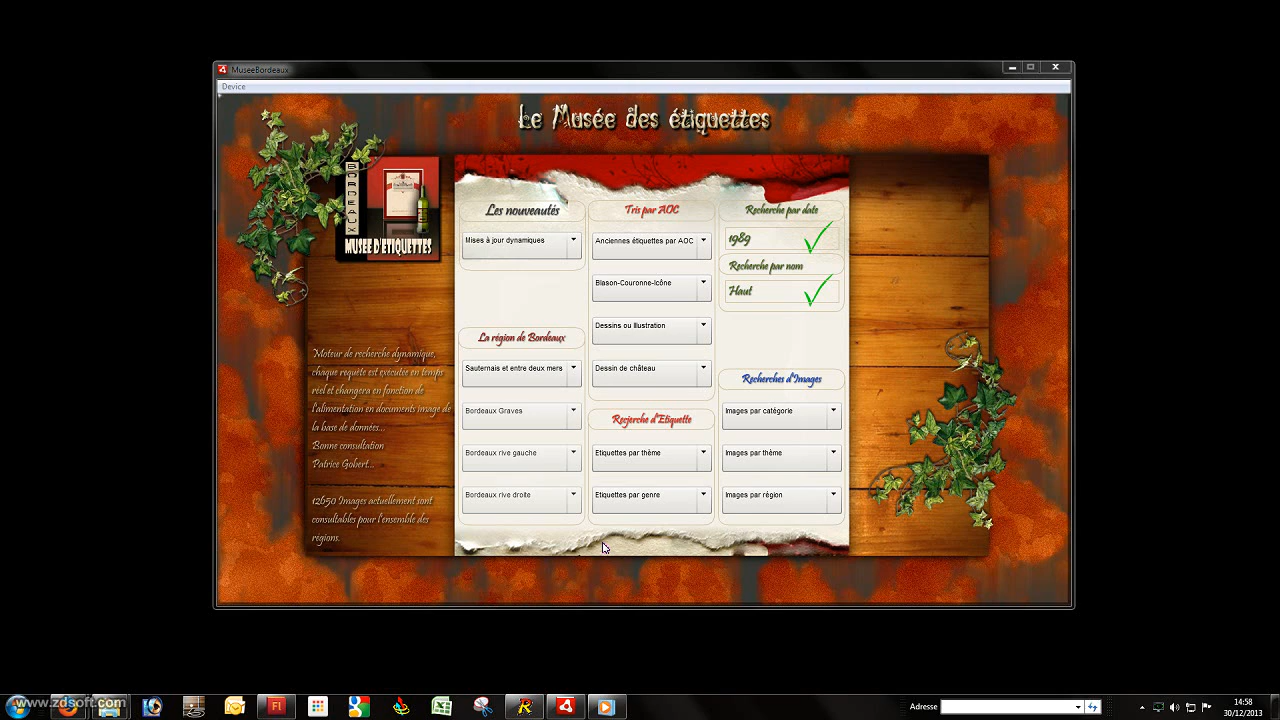 MuseeBordeaux
Device
Le Musée des étiquettes
BORDEAUX
MUSEE D'ETIQUETTES
Moteur de recherche dynamique,
chaque requête est exécutée en temps
réel et changera en fonction de
l'alimentation en documents image de
la base de données...
Bonne consultation
Patrice Gobert...
12650 Images actuellement sont
consultables pour l'ensemble des
régions.
Les nouveautés
Mises à jour dynamiques
La région de Bordeaux
Sauternais et entre deux mers
Bordeaux Graves
Bordeaux rive gauche
Bordeaux rive droite
Tris par AOC
Anciennes étiquettes par AOC
Blason-Couronne-Icône
Dessins ou Illustration
Dessin de château
Recjerche d'Etiquette
Etiquettes par thème
Etiquettes par genre
Recherche par date
1989
Recherche par nom
Haut
Recherches d'Images
Images par catégorie
Images par thème
Images par région
www.zdsoft.com
Fl
Adresse
14:58
30/12/2013